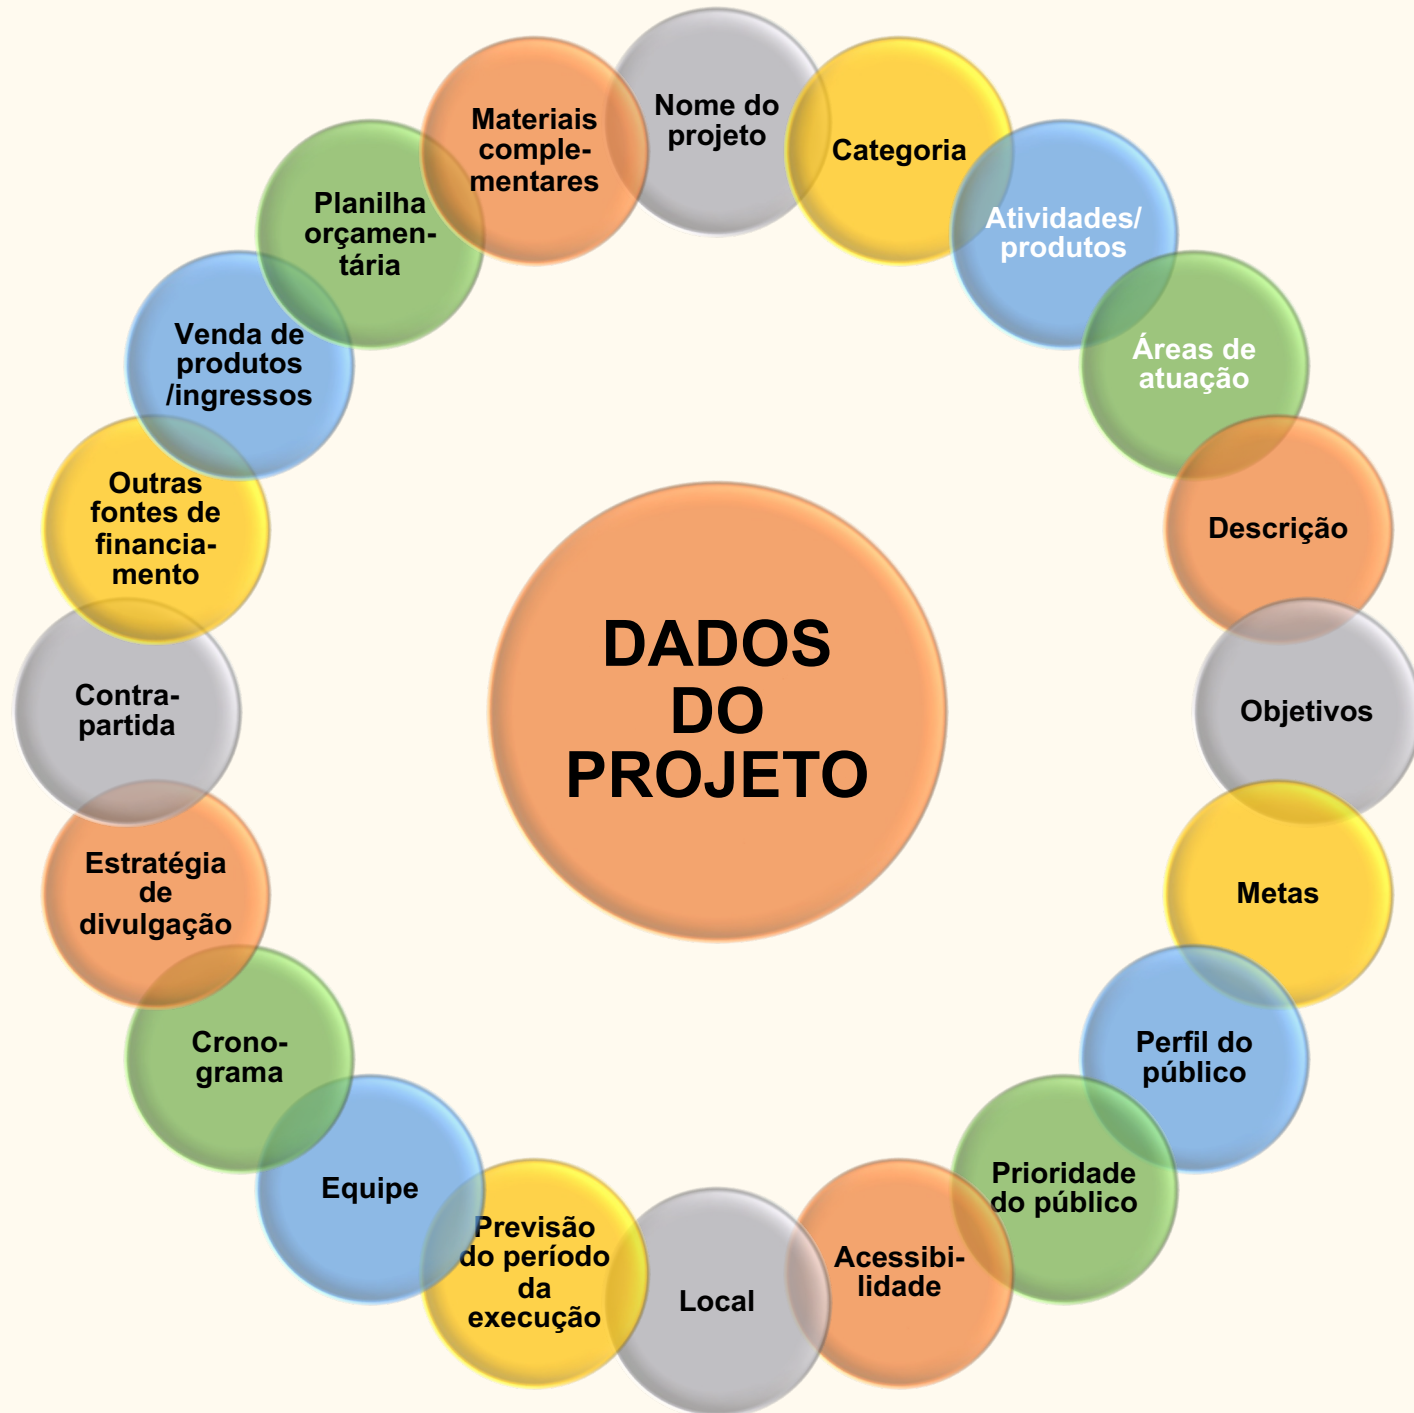 Nome do
projeto
Categoria
Atividades/
produtos
Áreas de
atuação
Descrição
Objetivos
Metas
Perfil do
público
Prioridade
do público
Acessibi-
lidade
Local
Previsão
do período
da
execução
Equipe
Crono-
grama
Estratégia
de
divulgação
Contra-
partida
Outras
fontes de
financia-
mento
Venda de
produtos
/ingressos
Planilha
orçamen-
tária
Materiais
comple-
mentares
DADOS
DO
PROJETO